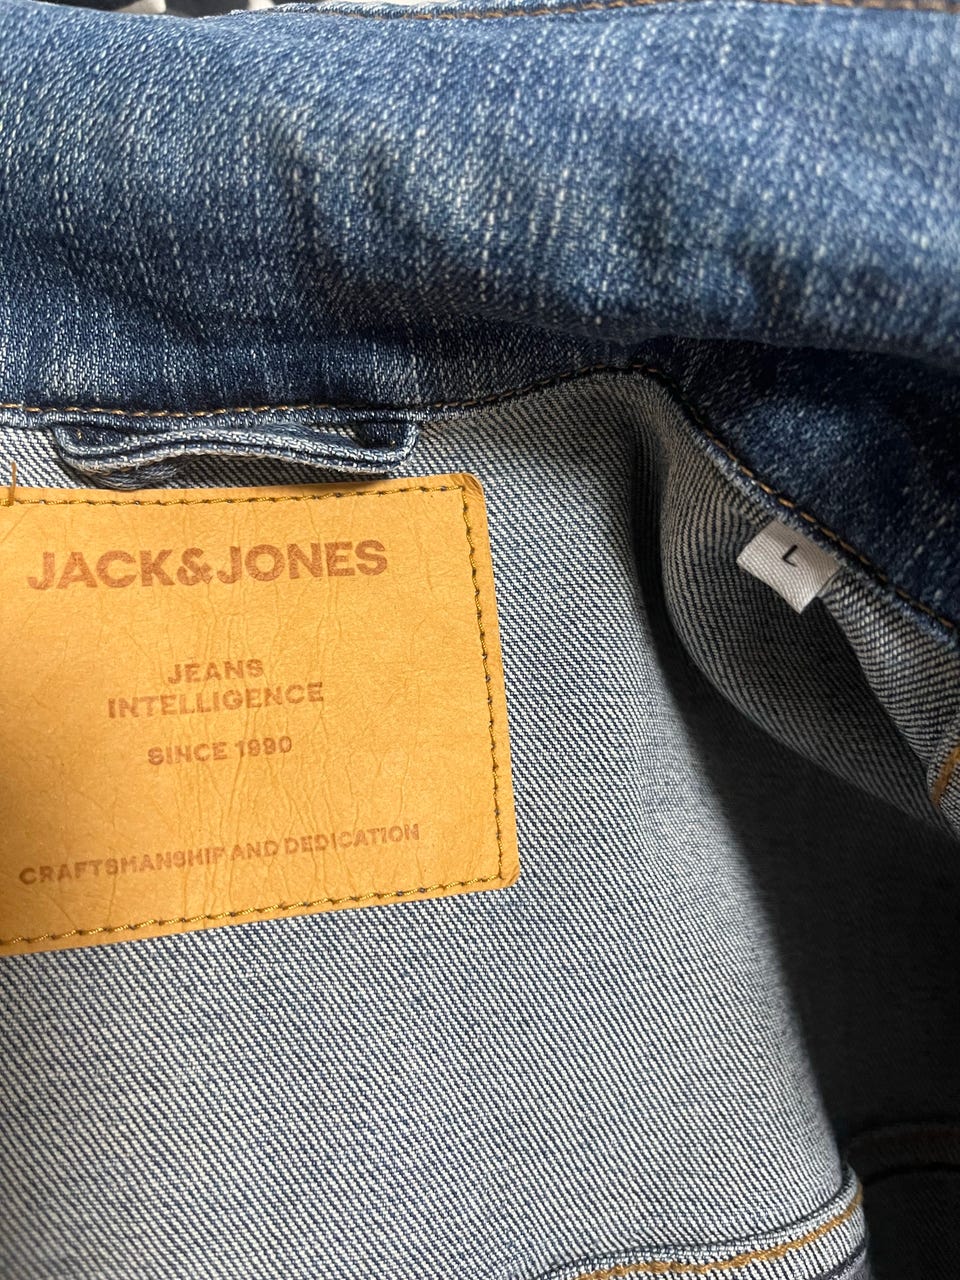 JACK&JONES
JEANS
INTELLIGENCE
SINCE 1990
CRAFTSMANSHIP AND DEDICATION
L